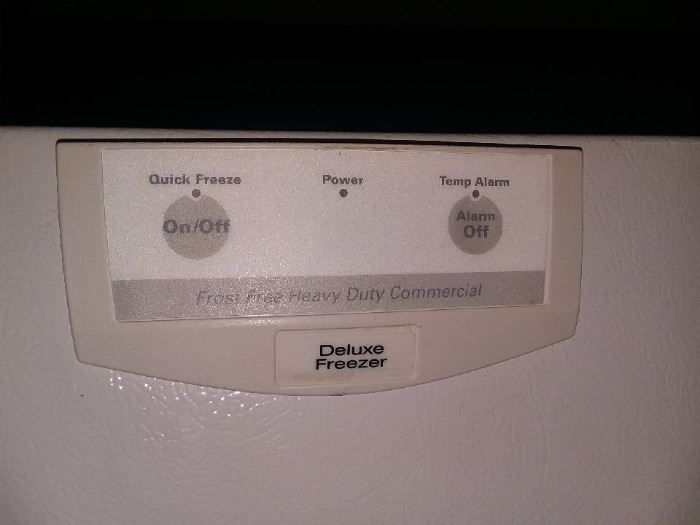 Quick Freeze Power Temp Alarm
On/Off Alarm Off
Frost Free Heavy Duty Commercial
Deluxe
Freezer